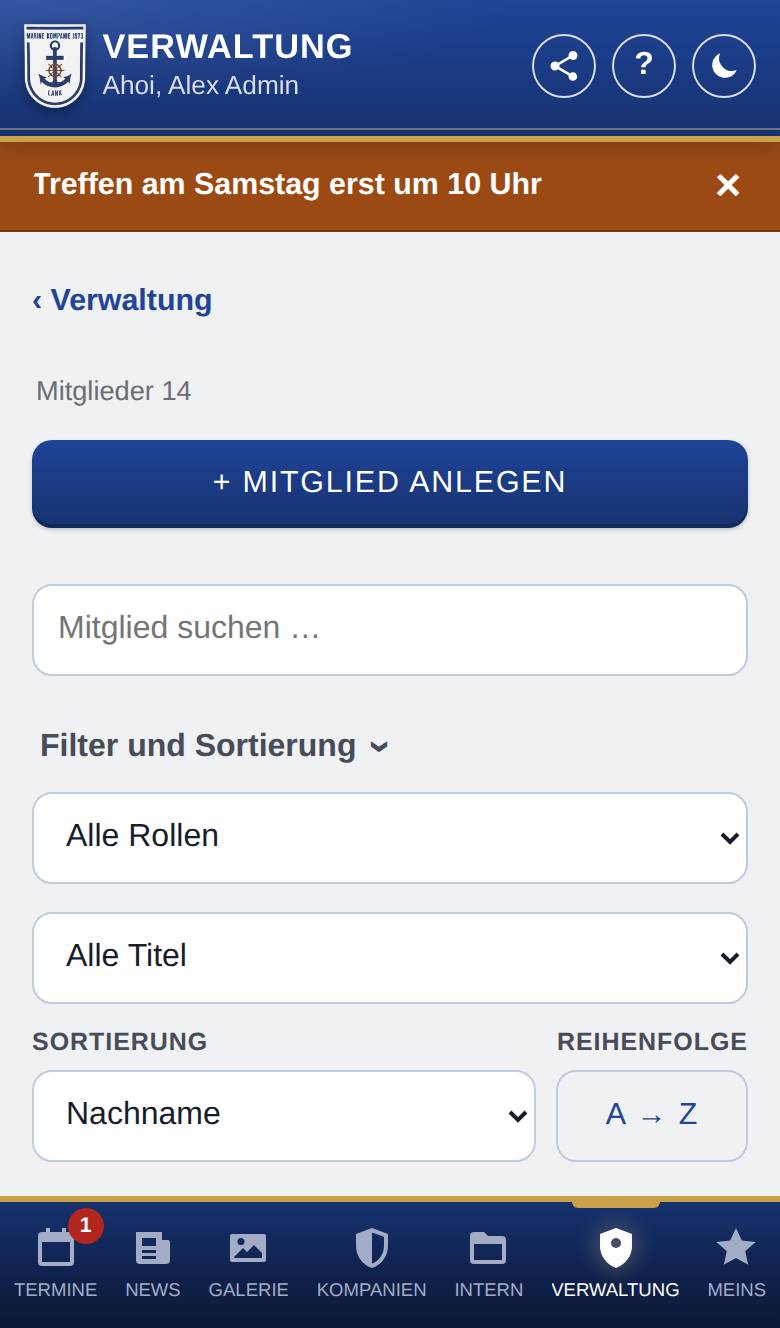 MARINE KOMPANIE 1973
LANK
VERWALTUNG
Ahoi, Alex Admin
?
Treffen am Samstag erst um 10 Uhr
×
‹ Verwaltung
Mitglieder 14
+ MITGLIED ANLEGEN
Mitglied suchen …
Filter und Sortierung
Alle Rollen
Alle Titel
SORTIERUNG REIHENFOLGE
Nachname A → Z
1
TERMINE NEWS GALERIE KOMPANIEN INTERN VERWALTUNG MEINS